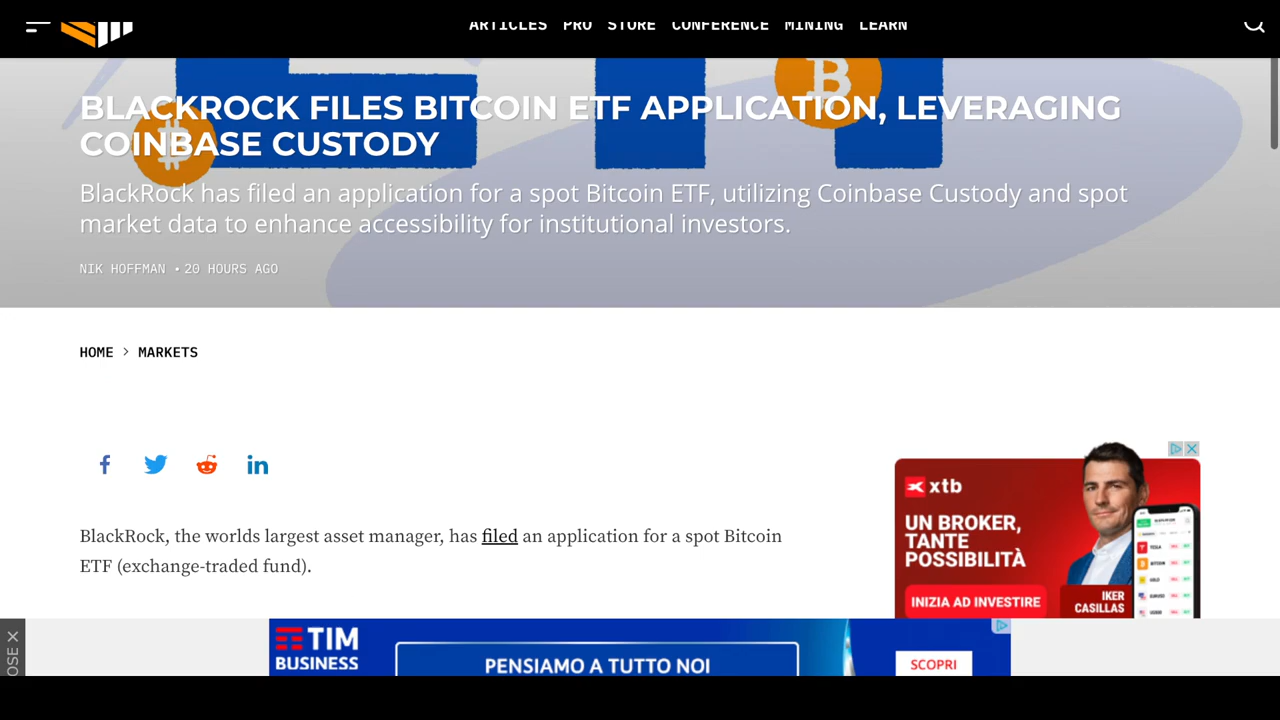 ARTICLES PRO STORE CONFERENCE MINING LEARN
BLACKROCK FILES BITCOIN ETF APPLICATION, LEVERAGING
COINBASE CUSTODY
BlackRock has filed an application for a spot Bitcoin ETF, utilizing Coinbase Custody and spot
market data to enhance accessibility for institutional investors.
NIK HOFFMAN • 20 HOURS AGO
HOME > MARKETS
BlackRock, the worlds largest asset manager, has filed an application for a spot Bitcoin
ETF (exchange-traded fund).
xtb
UN BROKER,
TANTE
POSSIBILITÀ
INIZIA AD INVESTIRE
IKER
CASILLAS
OSE ×
TIM
BUSINESS
PENSIAMO A TUTTO NOI
SCOPRI